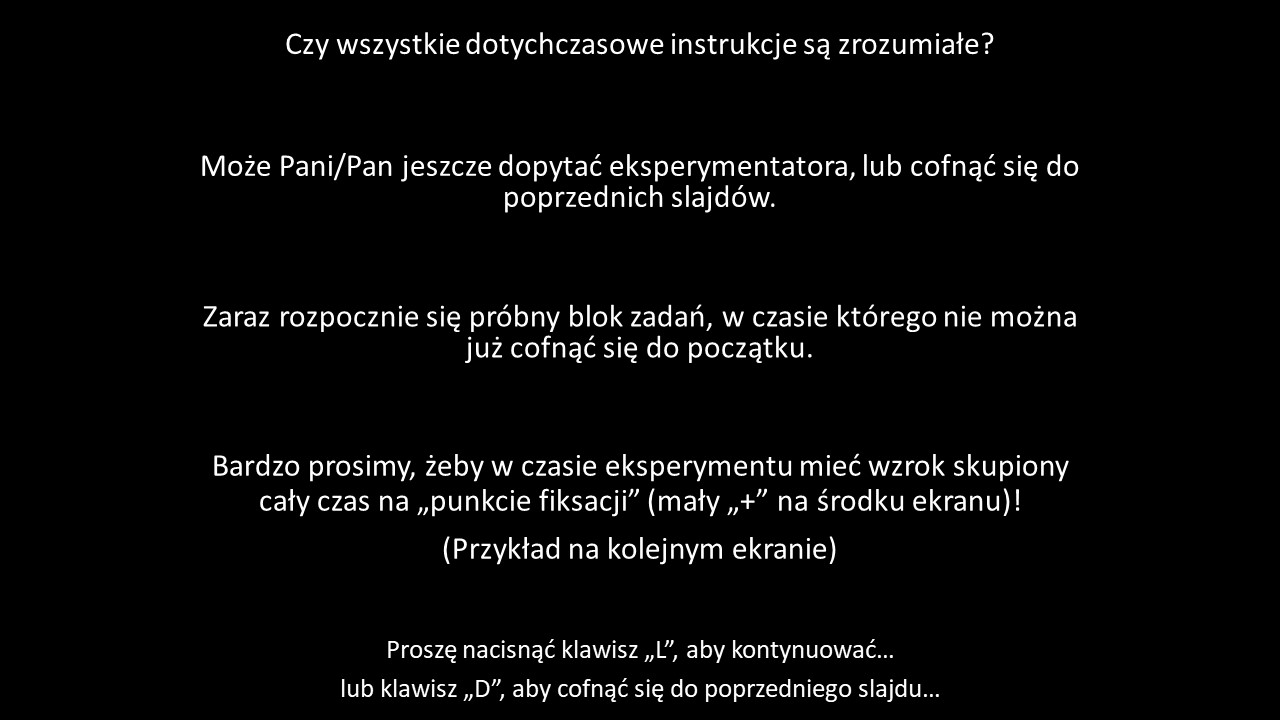 Czy wszystkie dotychczasowe instrukcje są zrozumiałe?
Może Pani/Pan jeszcze dopytać eksperymentatora, lub cofnąć się do
poprzednich slajdów.
Zaraz rozpocznie się próbny blok zadań, w czasie którego nie można
już cofnąć się do początku.
Bardzo prosimy, żeby w czasie eksperymentu mieć wzrok skupiony
cały czas na „punkcie fiksacji” (mały „+” na środku ekranu)!
(Przykład na kolejnym ekranie)
Proszę nacisnąć klawisz „L”, aby kontynuować…
lub klawisz „D”, aby cofnąć się do poprzedniego slajdu…